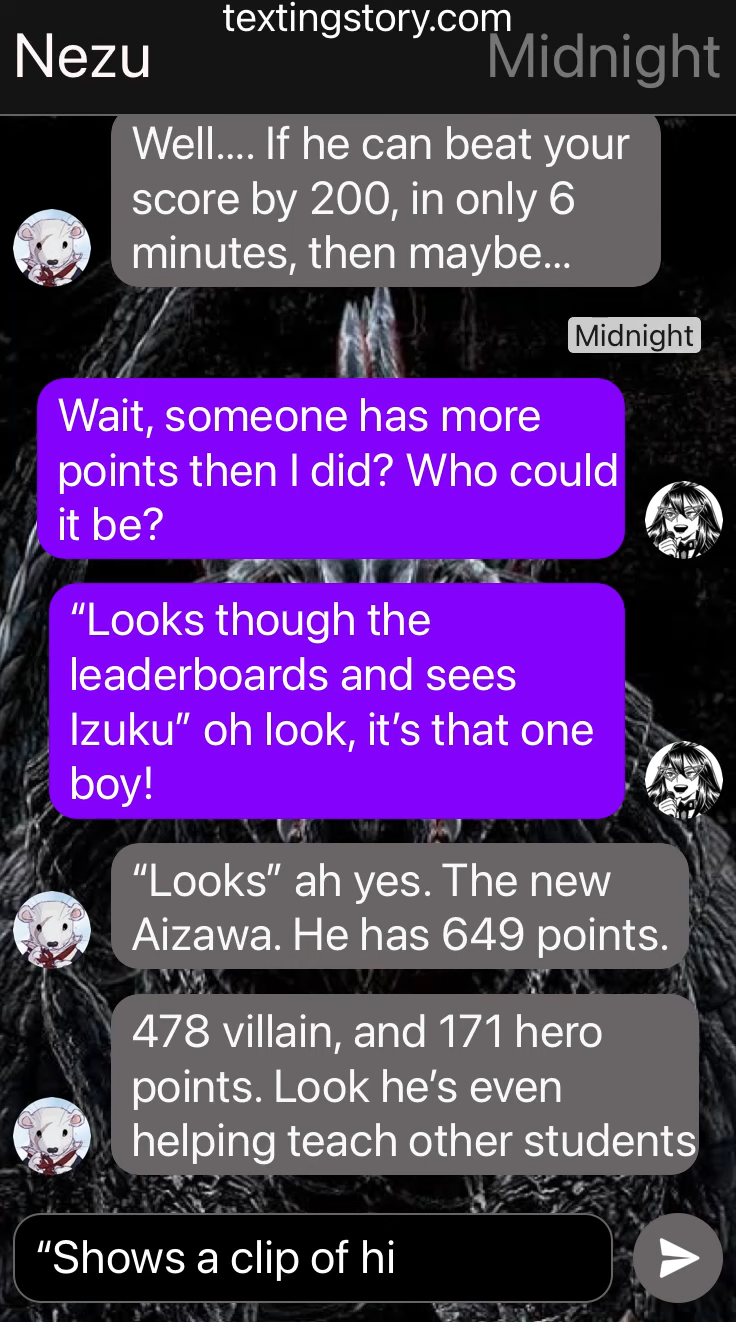 textingstory.com
Nezu
Midnight
Well.... If he can beat your
score by 200, in only 6
minutes, then maybe...
Midnight
Wait, someone has more
points then I did? Who could
it be?
“Looks though the
leaderboards and sees
Izuku” oh look, it’s that one
boy!
“Looks” ah yes. The new
Aizawa. He has 649 points.
478 villain, and 171 hero
points. Look he’s even
helping teach other students
“Shows a clip of hi